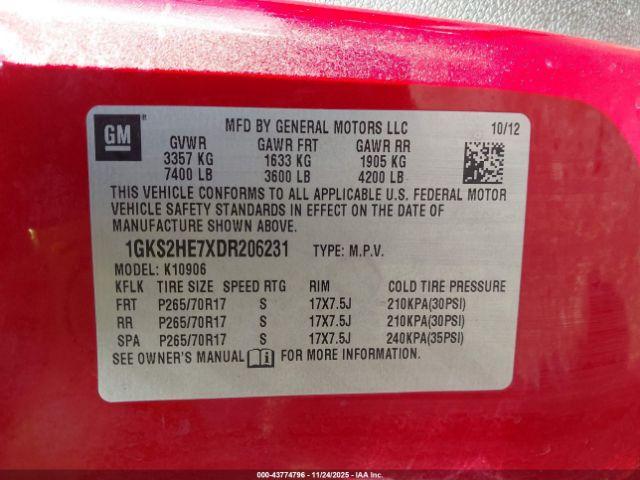 GM
MFD BY GENERAL MOTORS LLC 10/12
GVWR GAWR FRT GAWR RR
3357 KG 1633 KG 1905 KG
7400 LB 3600 LB 4200 LB
THIS VEHICLE CONFORMS TO ALL APPLICABLE U.S. FEDERAL MOTOR
VEHICLE SAFETY STANDARDS IN EFFECT ON THE DATE OF
MANUFACTURE SHOWN ABOVE.
1GKS2HE7XDR206231 TYPE: M.P.V.
MODEL: K10906
KFLK TIRE SIZE SPEED RTG RIM COLD TIRE PRESSURE
FRT P265/70R17 S 17X7.5J 210KPA(30PSI)
RR P265/70R17 S 17X7.5J 210KPA(30PSI)
SPA P265/70R17 S 17X7.5J 240KPA(35PSI)
SEE OWNER'S MANUAL FOR MORE INFORMATION.
000-43774796 - 11/24/2025 - IAA Inc.